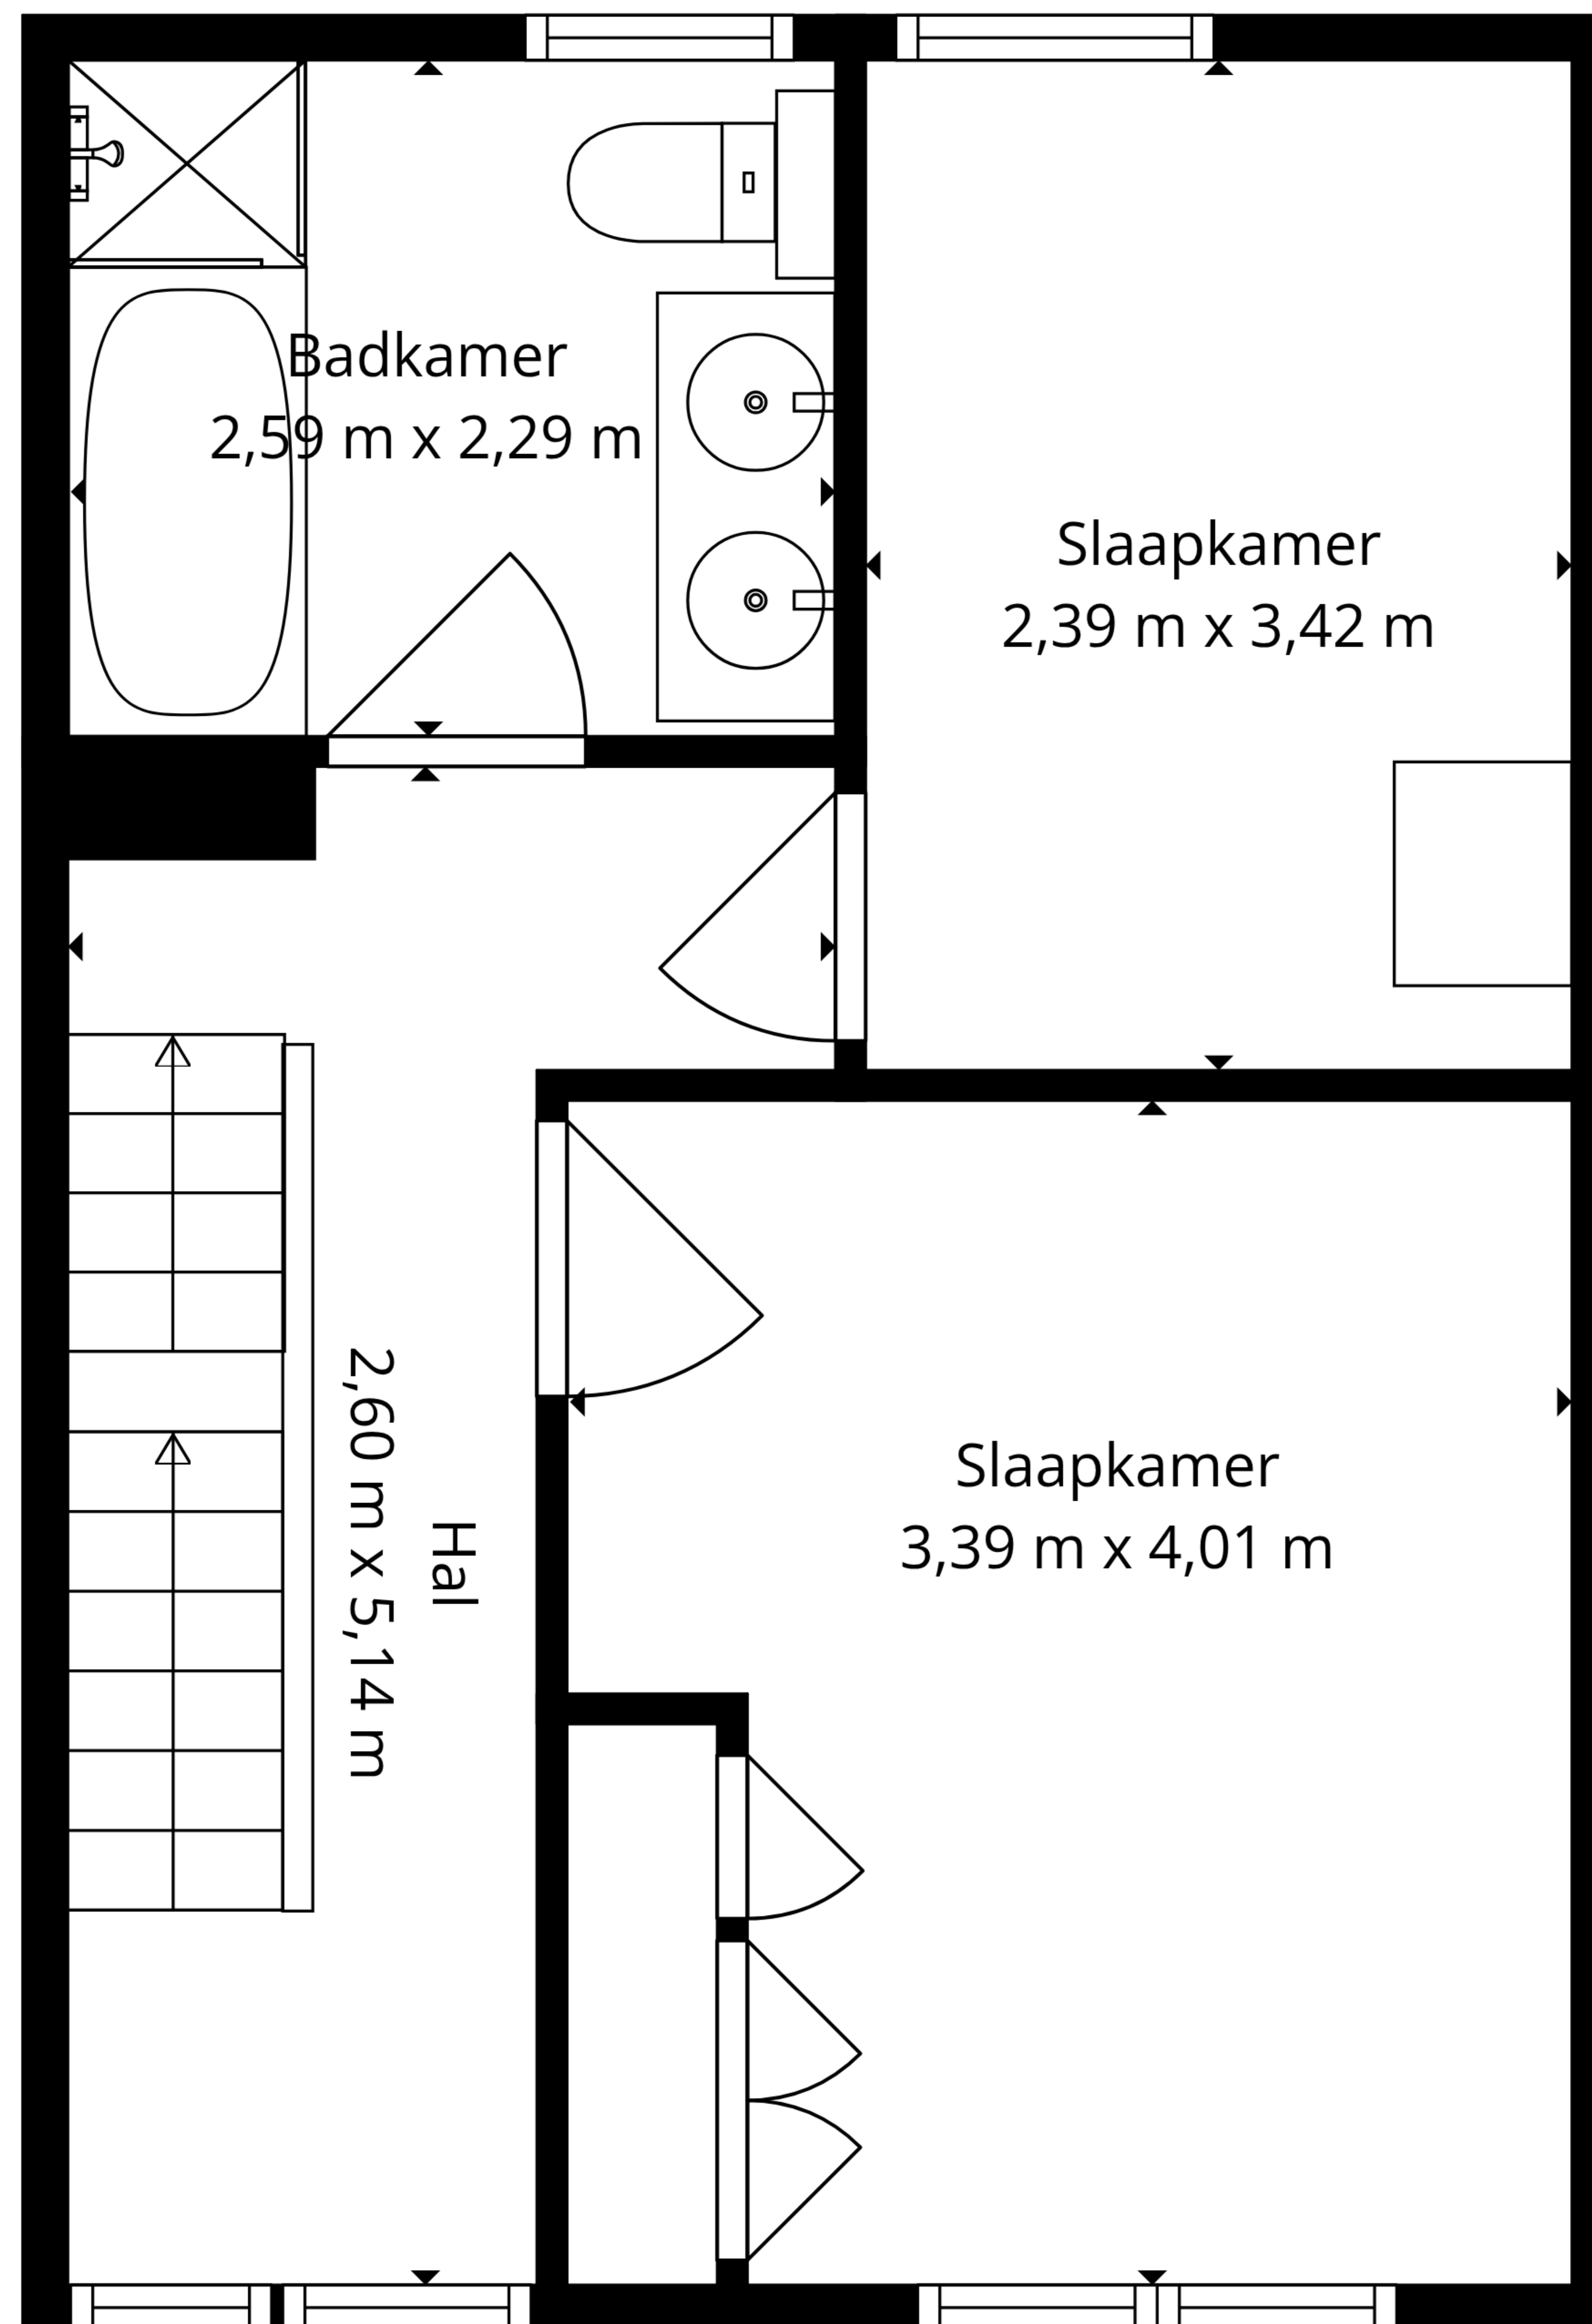 Badkamer
2,59 m x 2,29 m
Slaapkamer
2,39 m x 3,42 m
Hal
2,60 m x 5,14 m
Slaapkamer
3,39 m x 4,01 m